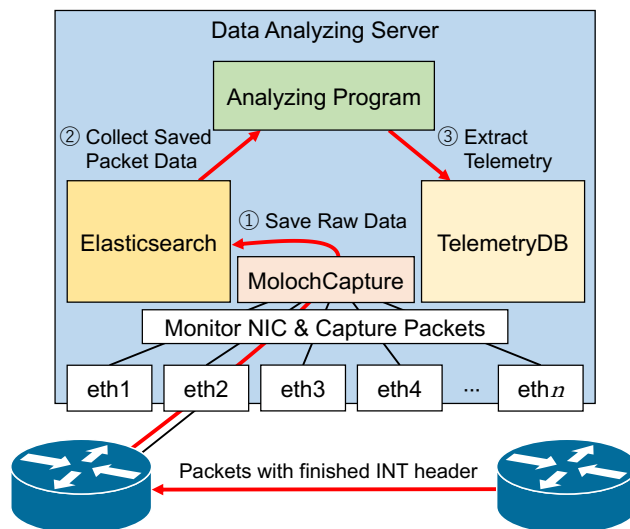 Data Analyzing Server
Analyzing Program
② Collect Saved
Packet Data
③ Extract
Telemetry
Elasticsearch
① Save Raw Data
TelemetryDB
MolochCapture
Monitor NIC & Capture Packets
eth1
eth2
eth3
eth4
...
ethn
Packets with finished INT header